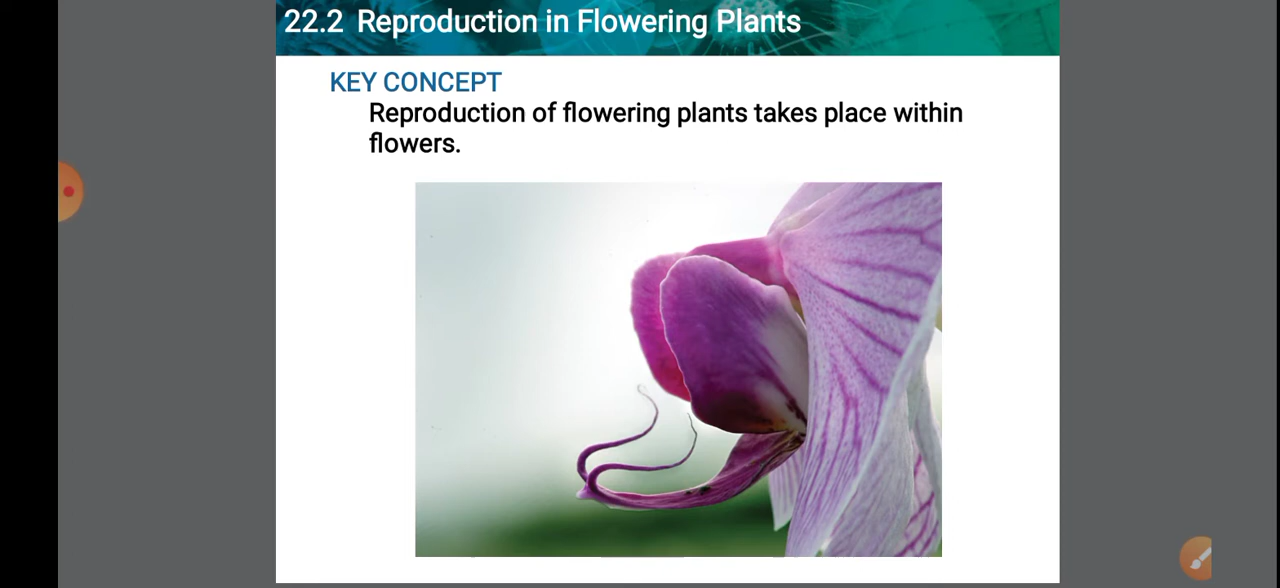 22.2 Reproduction in Flowering Plants
KEY CONCEPT
Reproduction of flowering plants takes place within
flowers.